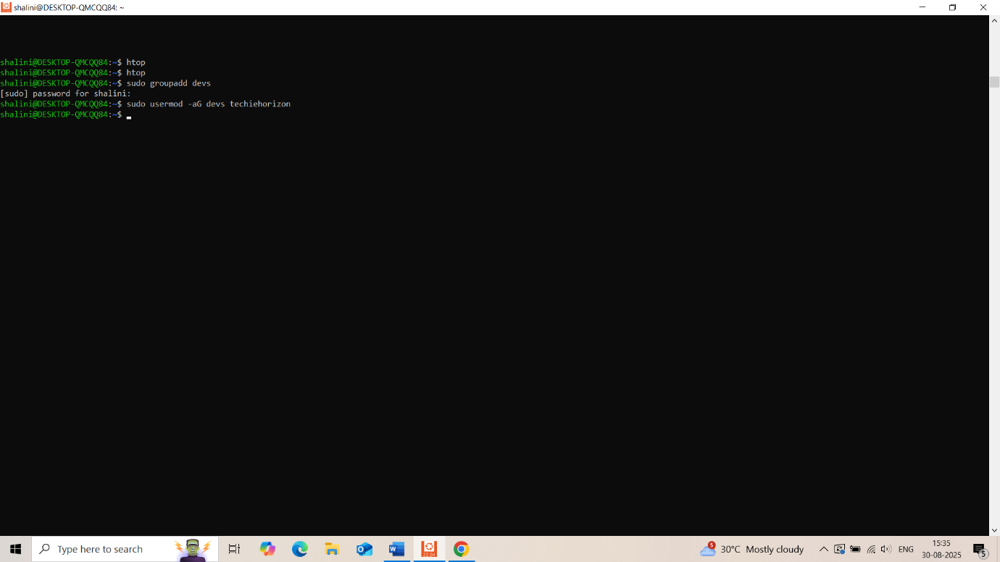 shalini@DESKTOP-QMCQQ84: ~
shalini@DESKTOP-QMCQQ84:~$ htop
shalini@DESKTOP-QMCQQ84:~$ htop
shalini@DESKTOP-QMCQQ84:~$ sudo groupadd devs
[sudo] password for shalini:
shalini@DESKTOP-QMCQQ84:~$ sudo usermod -aG devs techiehorizon
shalini@DESKTOP-QMCQQ84:~$
Type here to search
22.04
5
30°C Mostly cloudy
ENG
15:35
30-08-2025
5